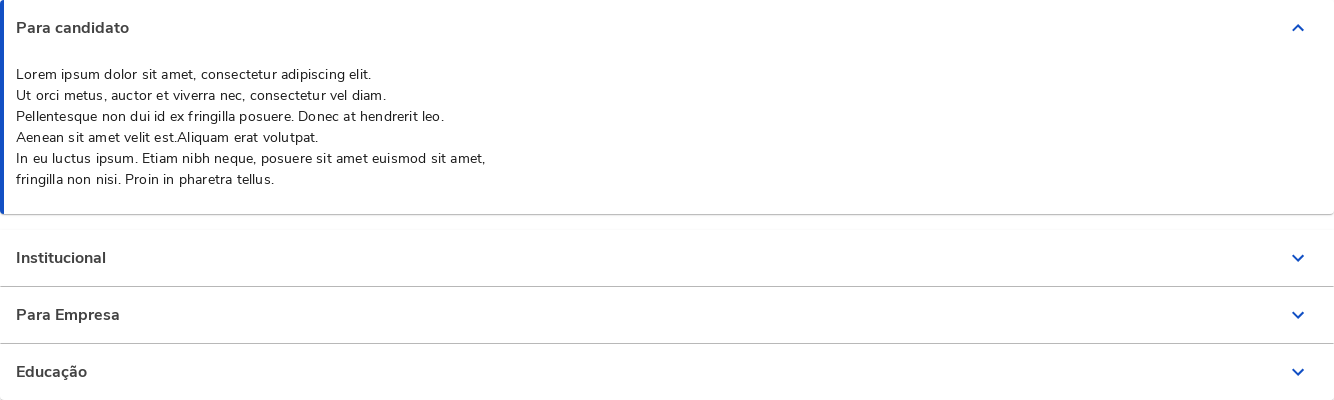 Para candidato
Lorem ipsum dolor sit amet, consectetur adipiscing elit.
Ut orci metus, auctor et viverra nec, consectetur vel diam.
Pellentesque non dui id ex fringilla posuere. Donec at hendrerit leo.
Aenean sit amet velit est.Aliquam erat volutpat.
In eu luctus ipsum. Etiam nibh neque, posuere sit amet euismod sit amet,
fringilla non nisi. Proin in pharetra tellus.
Institucional
Para Empresa
Educação